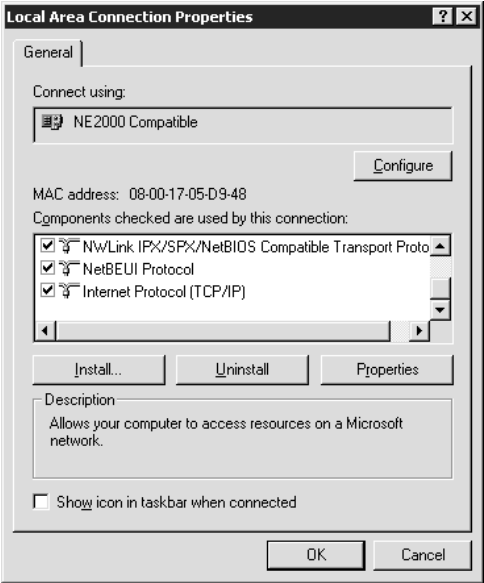 Local Area Connection Properties
General
Connect using:
NE2000 Compatible
Configure
MAC address: 08-00-17-05-D9-48
Components checked are used by this connection:
NWLink IPX/SPX/NetBIOS Compatible Transport Proto
NetBEUI Protocol
Internet Protocol (TCP/IP)
Install...
Uninstall
Properties
Description
Allows your computer to access resources on a Microsoft
network.
Show icon in taskbar when connected
OK
Cancel